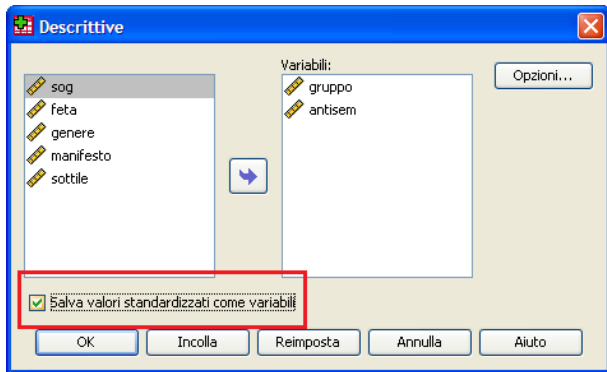 Descrittive
Variabili:
Opzioni...
sog
feta
genere
manifesto
sottile
gruppo
antisem
Salva valori standardizzati come variabili
OK
Incolla
Reimposta
Annulla
Aiuto